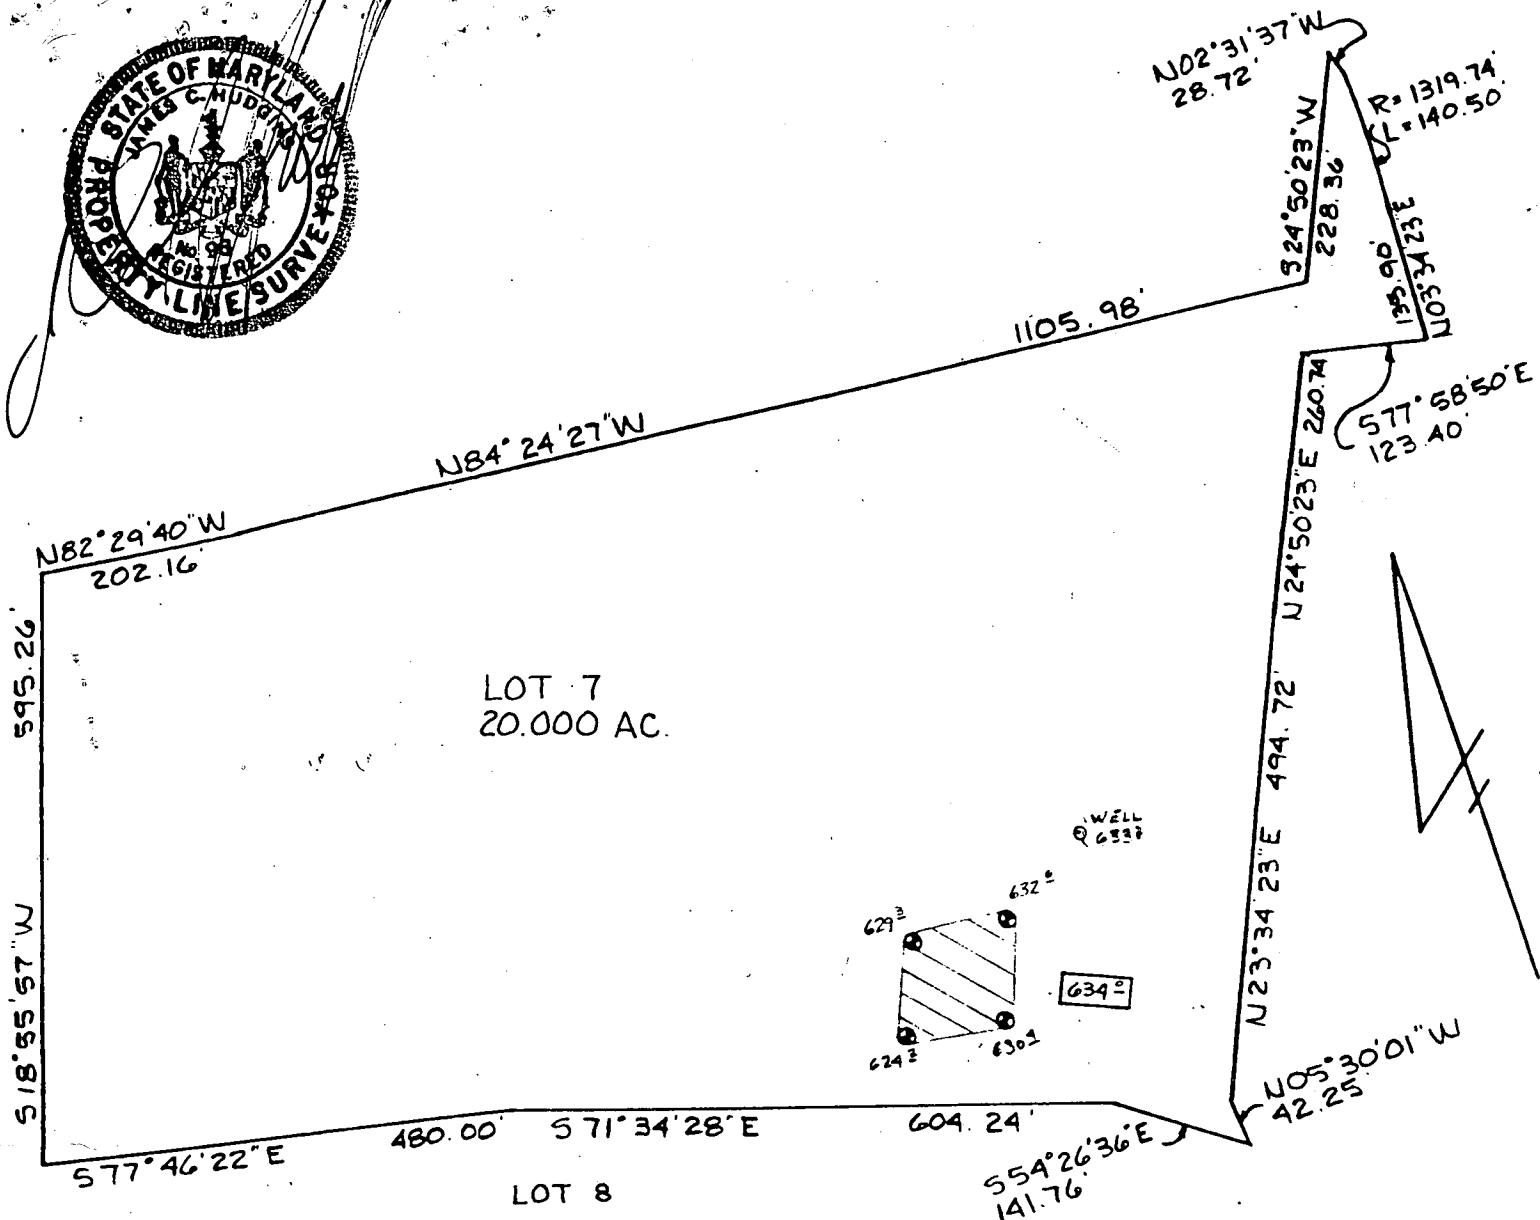 STATE OF MARYLAND
JAMES C. HUDGINS
No 98
REGISTERED
PROPERTY LINE SURVEYOR
N02°31'37"W
28.72'
R=1319.74'
L=140.50'
S24°50'23"W
228.36'
N03°34'23"E
135.90'
1105.98'
N84°24'27"W
S77°58'50"E
123.40'
N82°29'40"W
202.16'
N24°50'23"E 260.74
595.26'
S18°55'57"W
LOT 7
20.000 AC.
N23°34'23"E 494.72'
WELL
632
629
634
624
630
N05°30'01"W
42.25'
S77°46'22"E
480.00'
S71°34'28"E
604.24'
S54°26'36"E
141.76'
LOT 8